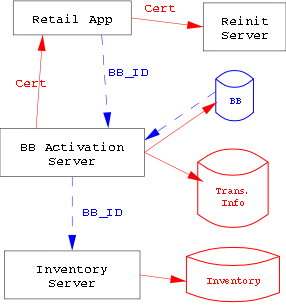 Retail App
Cert
Reinit
Server
BB_ID
Cert
BB
BB Activation
Server
Trans.
Info
BB_ID
Inventory
Server
Inventory